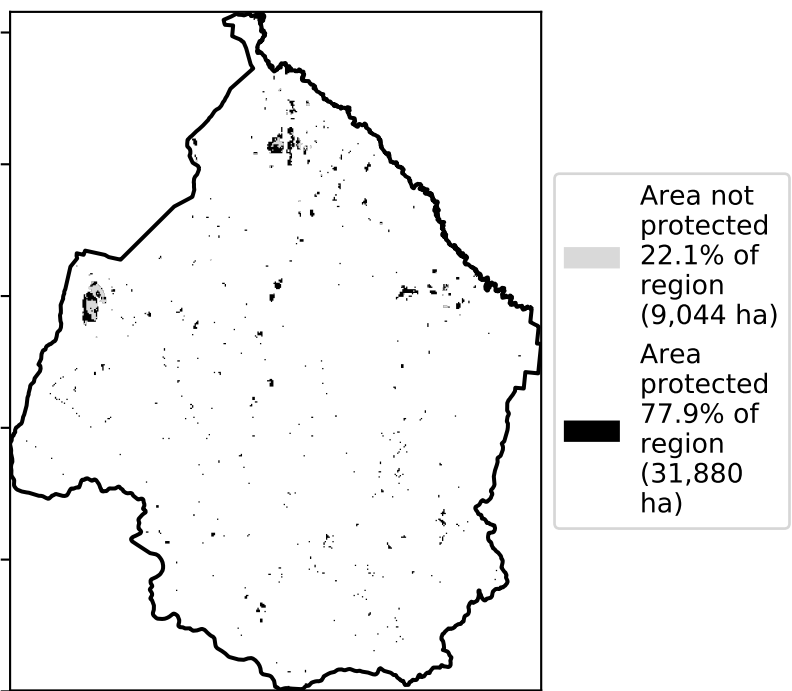 Area not
protected
22.1% of
region
(9,044 ha)
Area
protected
77.9% of
region
(31,880
ha)